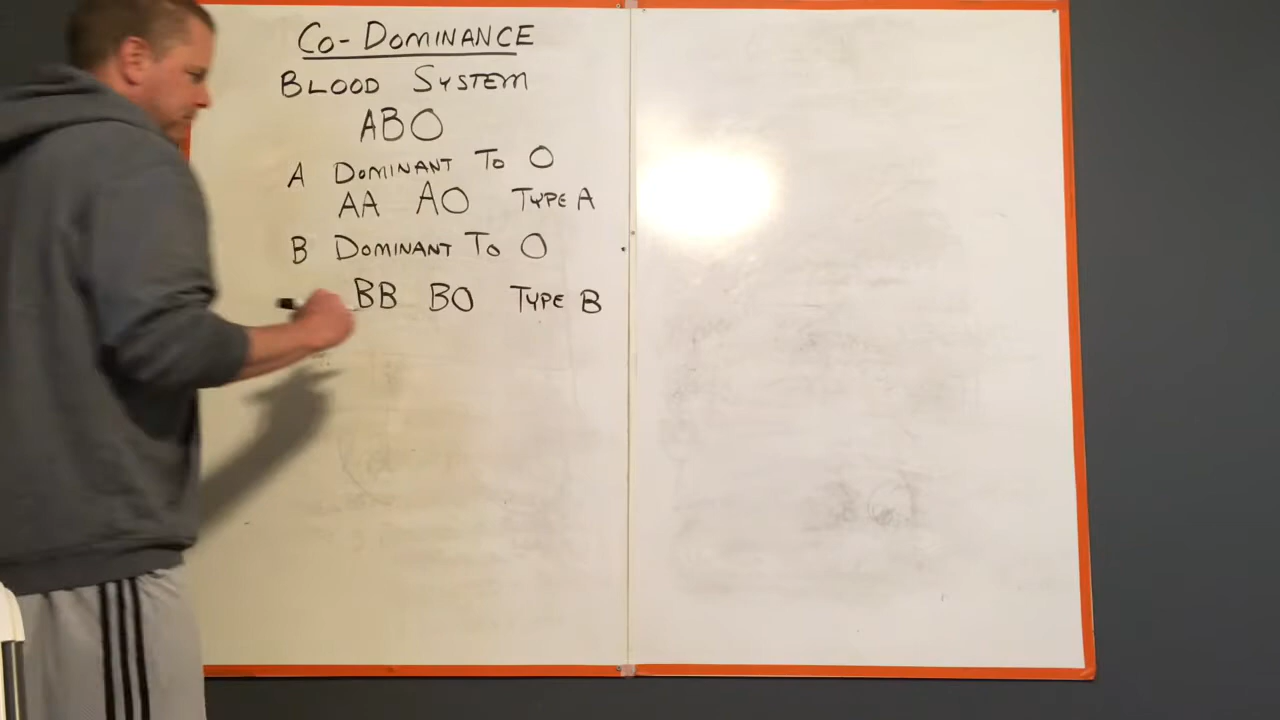 CO-DOMINANCE
BLOOD SYSTEM
ABO
A DOMINANT TO O
AA AO TYPE A
B DOMINANT TO O
BB BO TYPE B